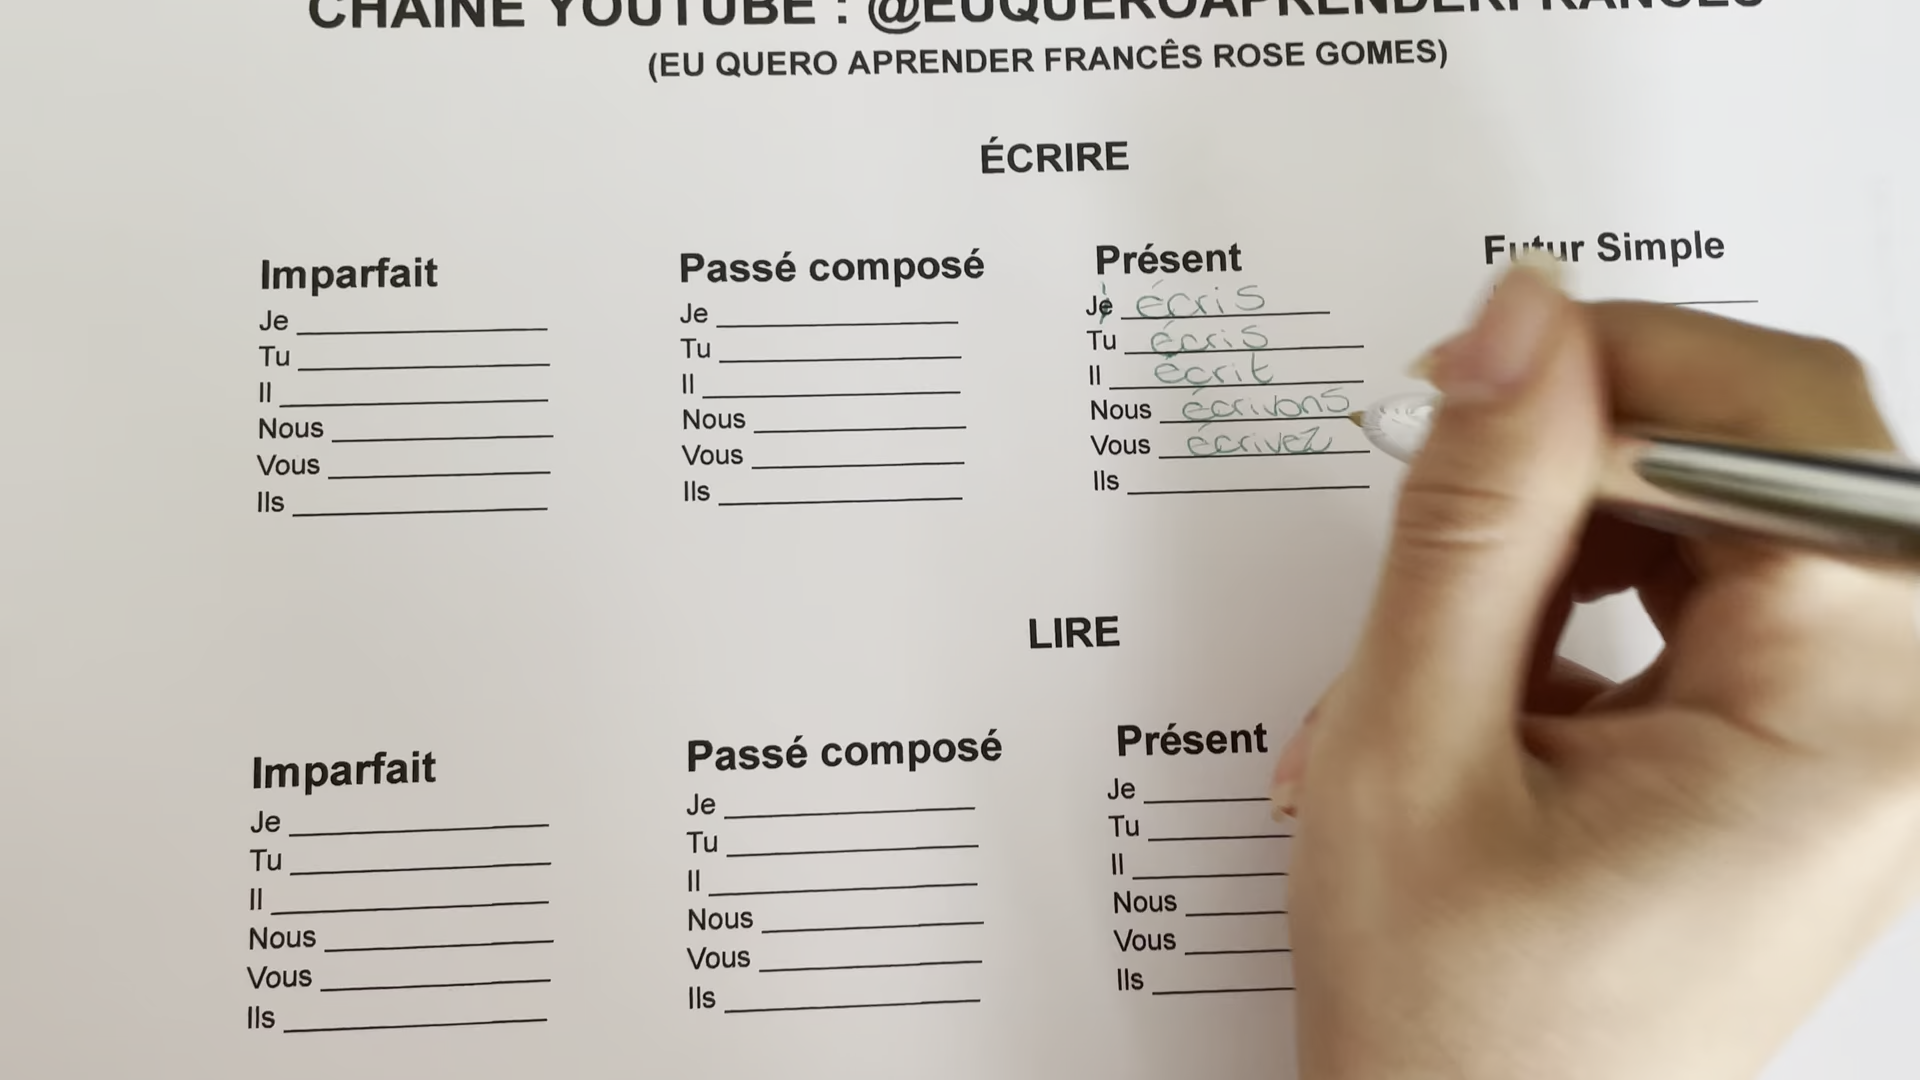 CHAÎNE YOUTUBE : @EUQUEROAPRENDERFRANCES
(EU QUERO APRENDER FRANCÊS ROSE GOMES)
ÉCRIRE
Imparfait Passé composé Présent Futur Simple
Je Je J' écris
Tu Tu Tu écris
Il Il Il écrit
Nous Nous Nous écrivons
Vous Vous Vous écrivez
Ils Ils Ils
LIRE
Imparfait Passé composé Présent
Je Je Je
Tu Tu Tu
Il Il Il
Nous Nous Nous
Vous Vous Vous
Ils Ils Ils